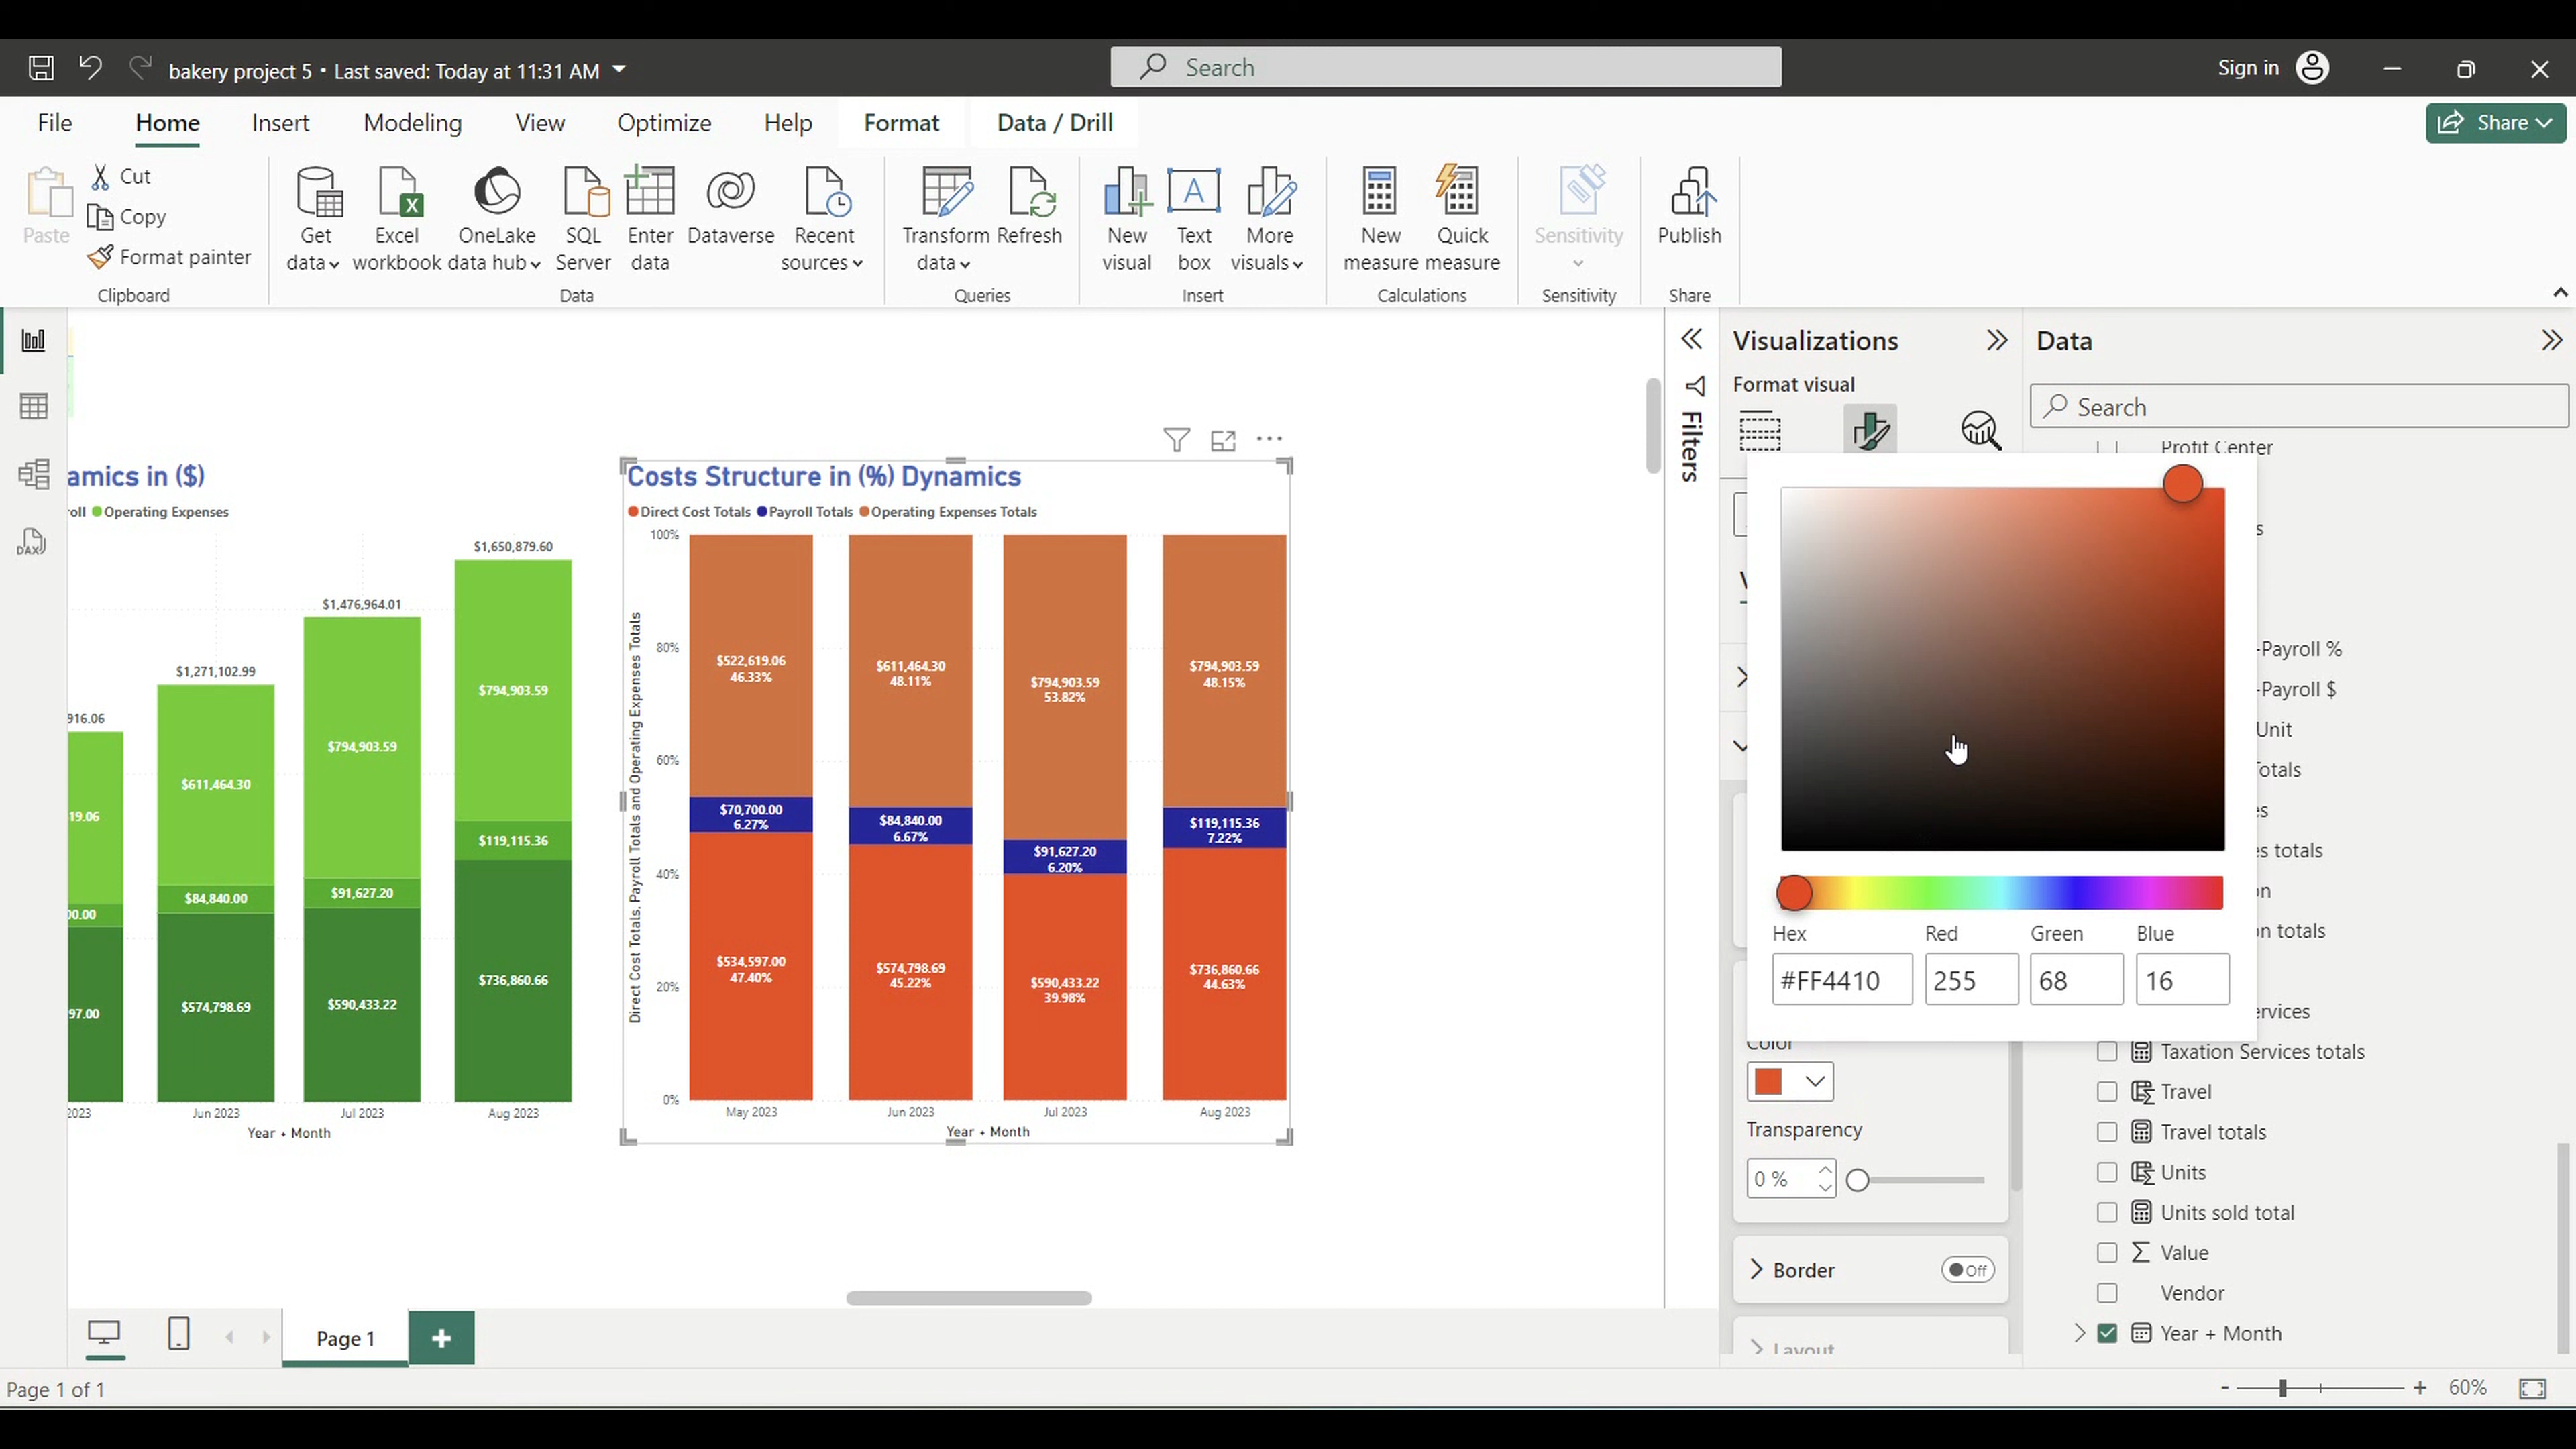 bakery project 5 • Last saved: Today at 11:31 AM
Search
Sign in
File Home Insert Modeling View Optimize Help Format Data / Drill
Share
Paste
Cut
Copy
Format painter
Clipboard
Get data
Excel workbook
OneLake data hub
SQL Server
Enter data
Dataverse
Recent sources
Data
Transform data
Refresh
Queries
New visual
Text box
More visuals
Insert
New measure
Quick measure
Calculations
Sensitivity
Sensitivity
Publish
Share
DAX
amics in ($)
oll Operating Expenses
$1,650,879.60
$1,476,964.01
$1,271,102.99
916.06
$794,903.59
$794,903.59
$611,464.30
19.06
$119,115.36
$91,627.20
$84,840.00
00.00
$736,860.66
$590,433.22
$574,798.69
97.00
2023
Jun 2023
Jul 2023
Aug 2023
Year + Month
Costs Structure in (%) Dynamics
Direct Cost Totals Payroll Totals Operating Expenses Totals
Direct Cost Totals, Payroll Totals and Operating Expenses Totals
100%
80%
60%
40%
20%
0%
$522,619.06
46.33%
$611,464.30
48.11%
$794,903.59
53.82%
$794,903.59
48.15%
$70,700.00
6.27%
$84,840.00
6.67%
$91,627.20
6.20%
$119,115.36
7.22%
$534,597.00
47.40%
$574,798.69
45.22%
$590,433.22
39.98%
$736,860.66
44.63%
May 2023
Jun 2023
Jul 2023
Aug 2023
Year + Month
Filters
Visualizations
Format visual
Hex Red Green Blue
#FF4410 255 68 16
Color
Transparency
0 %
Border
Off
Layout
Data
Search
Profit Center
s
-Payroll %
-Payroll $
Unit
Totals
es
es totals
on
on totals
ervices
Taxation Services totals
Travel
Travel totals
Units
Units sold total
Value
Vendor
Year + Month
Page 1
Page 1 of 1
- + 60%